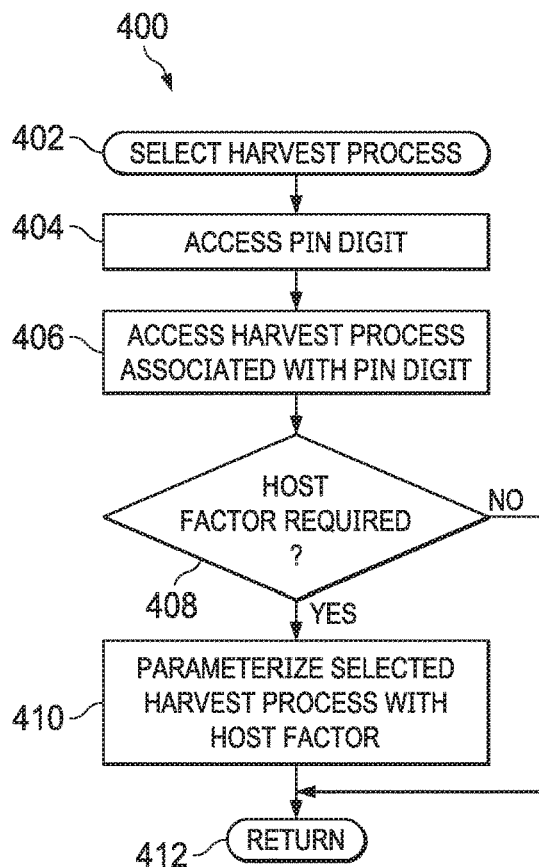 400
402
SELECT HARVEST PROCESS
404
ACCESS PIN DIGIT
406
ACCESS HARVEST PROCESS
ASSOCIATED WITH PIN DIGIT
HOST
FACTOR REQUIRED
?
NO
408
YES
410
PARAMETERIZE SELECTED
HARVEST PROCESS WITH
HOST FACTOR
412
RETURN